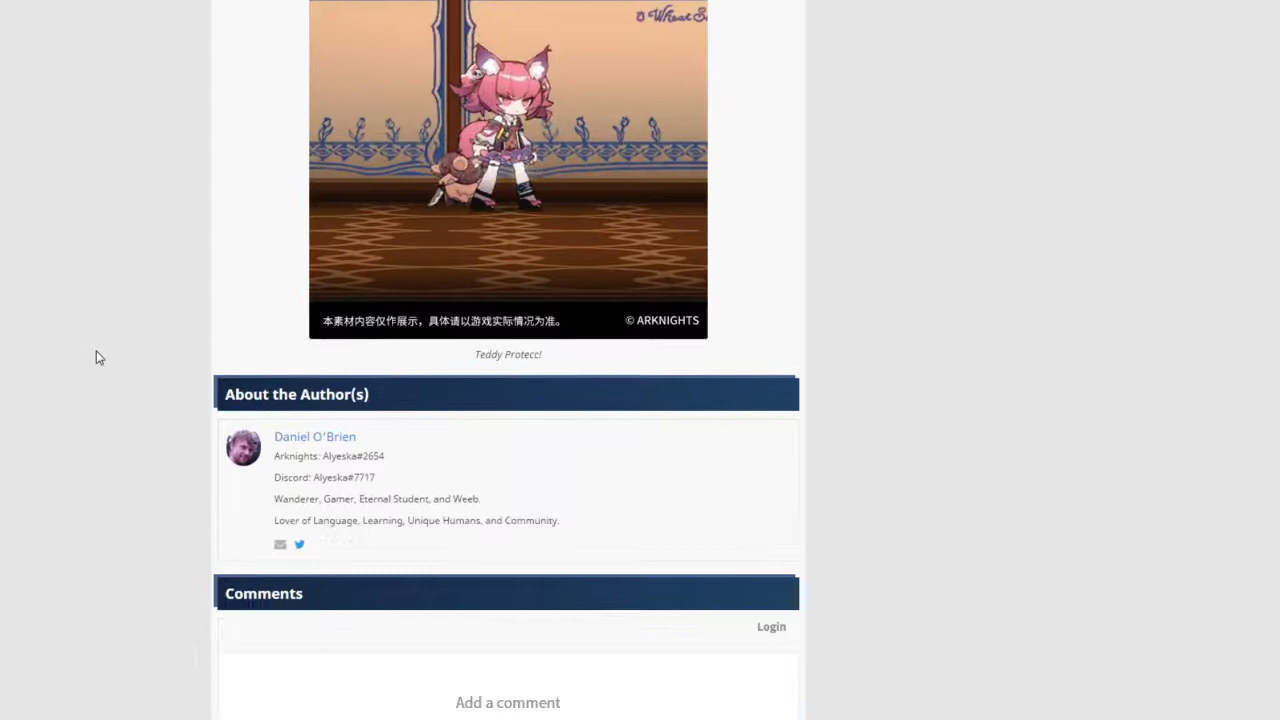 本素材内容仅作展示，具体请以游戏实际情况为准。
© ARKNIGHTS
Teddy Protecc!
About the Author(s)
Daniel O'Brien
Arknights: Alyeska#2654
Discord: Alyeska#7717
Wanderer, Gamer, Eternal Student, and Weeb.
Lover of Language, Learning, Unique Humans, and Community.
Comments
Login
Add a comment